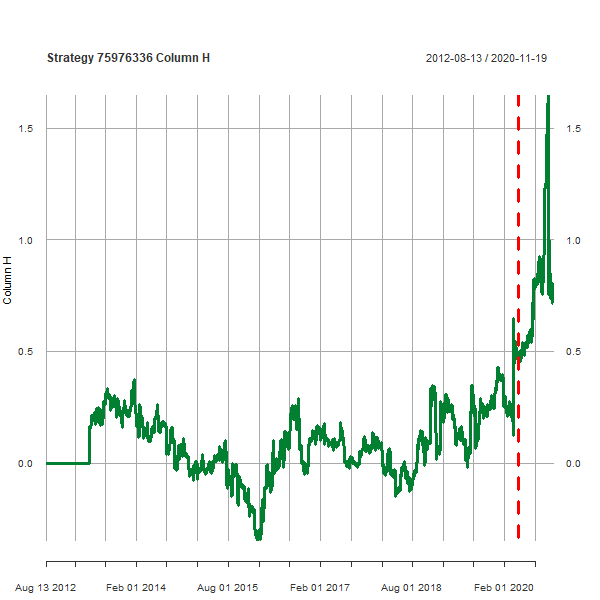 Strategy 75976336 Column H
2012-08-13 / 2020-11-19
1.5
1.5
1.0
1.0
Column H
0.5
0.5
0.0
0.0
Aug 13 2012
Feb 01 2014
Aug 01 2015
Feb 01 2017
Aug 01 2018
Feb 01 2020